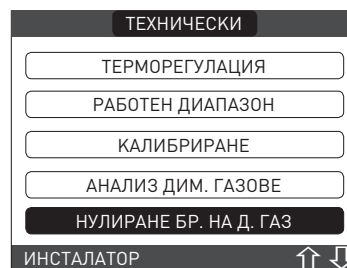 ТЕХНИЧЕСКИ
ТЕРМОРЕГУЛАЦИЯ
РАБОТЕН ДИАПАЗОН
КАЛИБРИРАНЕ
АНАЛИЗ ДИМ. ГАЗОВЕ
НУЛИРАНЕ БР. НА Д. ГАЗ
ИНСТАЛАТОР